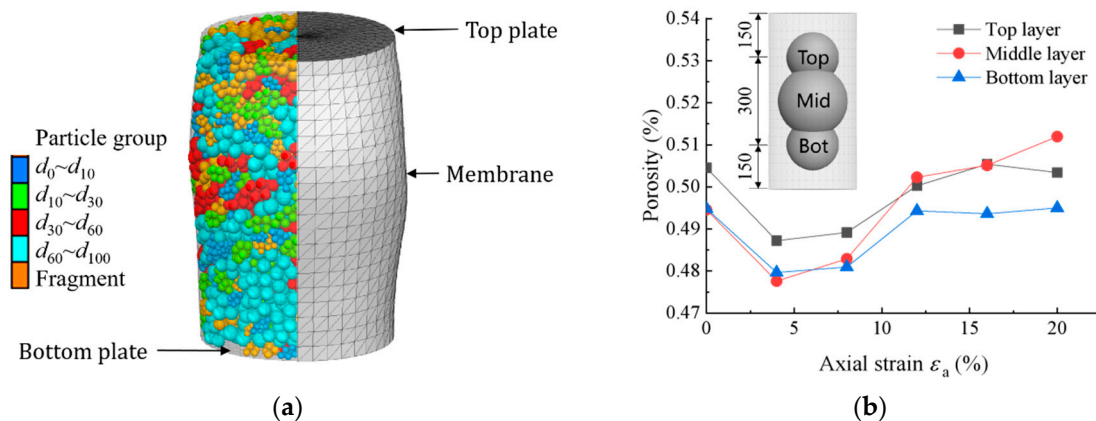 Top plate
Particle group
d0~d10
d10~d30
d30~d60
d60~d100
Fragment
Membrane
Bottom plate
(a)
0.54
0.53
0.52
0.51
0.50
0.49
0.48
0.47
Porosity (%)
150
300
150
Top
Mid
Bot
Top layer
Middle layer
Bottom layer
0
5
10
15
20
Axial strain εa (%)
(b)